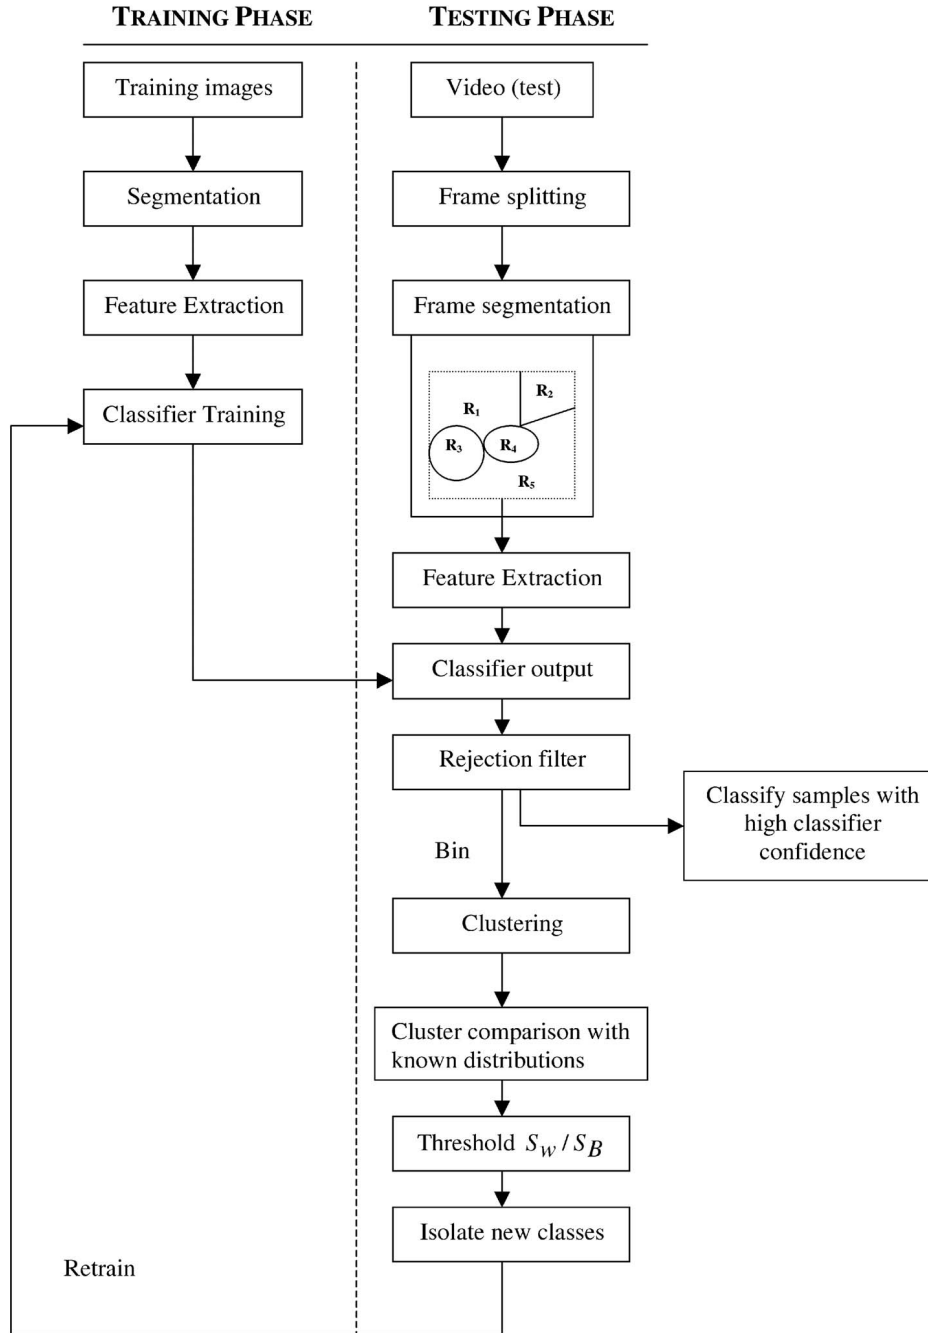 TRAINING PHASE
TESTING PHASE
Training images
Segmentation
Feature Extraction
Classifier Training
Video (test)
Frame splitting
Frame segmentation
R1
R2
R3
R4
R5
Feature Extraction
Classifier output
Rejection filter
Classify samples with
high classifier
confidence
Bin
Clustering
Cluster comparison with
known distributions
Threshold S_w / S_B
Isolate new classes
Retrain